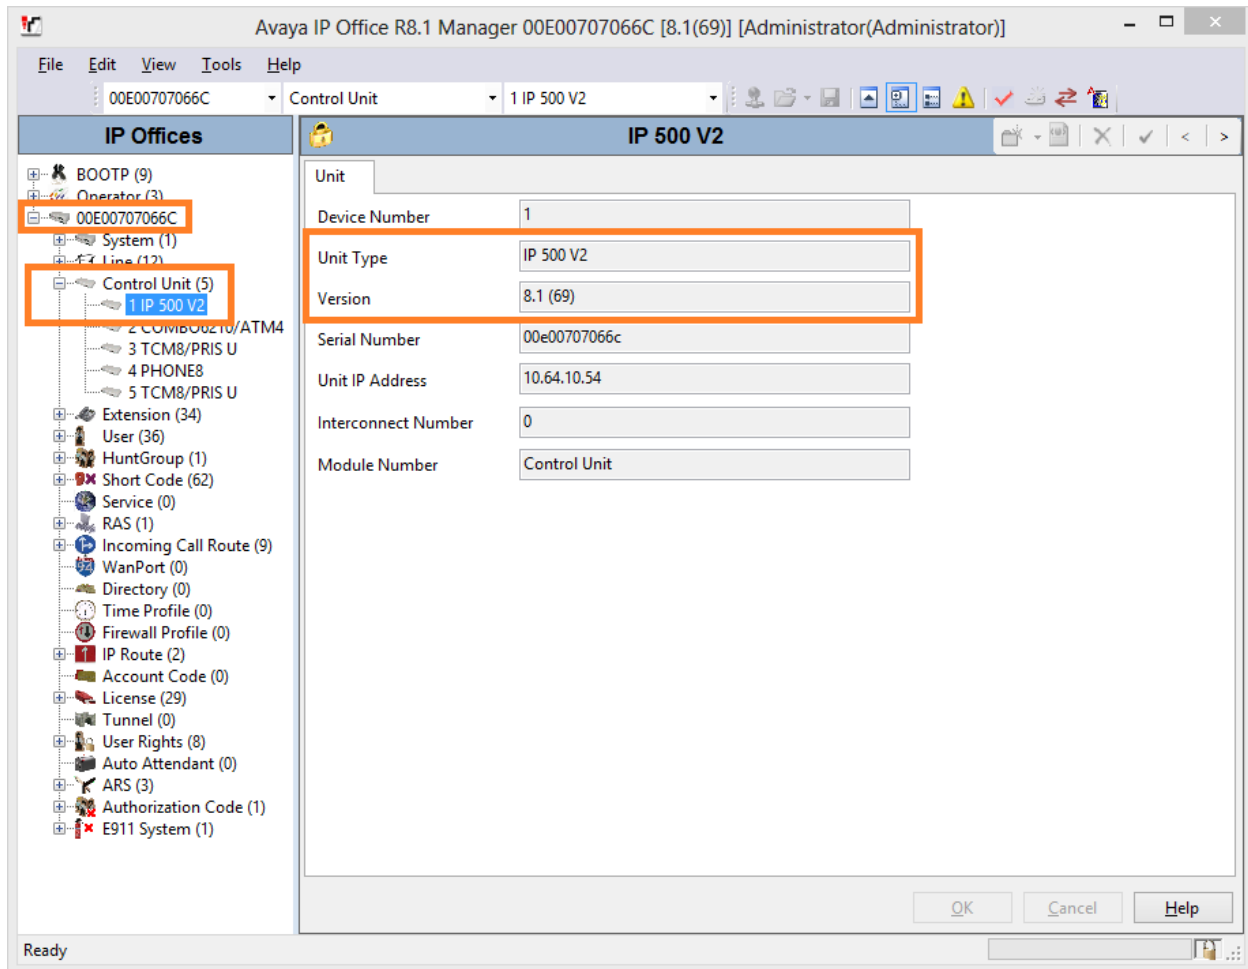 Avaya IP Office R8.1 Manager 00E00707066C [8.1(69)] [Administrator(Administrator)]
File Edit View Tools Help
00E00707066C Control Unit 1 IP 500 V2
IP Offices
BOOTP (9)
Operator (3)
00E00707066C
System (1)
Line (12)
Control Unit (5)
1 IP 500 V2
2 COMBO6210/ATM4
3 TCM8/PRIS U
4 PHONE8
5 TCM8/PRIS U
Extension (34)
User (36)
HuntGroup (1)
Short Code (62)
Service (0)
RAS (1)
Incoming Call Route (9)
WanPort (0)
Directory (0)
Time Profile (0)
Firewall Profile (0)
IP Route (2)
Account Code (0)
License (29)
Tunnel (0)
User Rights (8)
Auto Attendant (0)
ARS (3)
Authorization Code (1)
E911 System (1)
IP 500 V2
Unit
Device Number 1
Unit Type IP 500 V2
Version 8.1 (69)
Serial Number 00e00707066c
Unit IP Address 10.64.10.54
Interconnect Number 0
Module Number Control Unit
OK Cancel Help
Ready